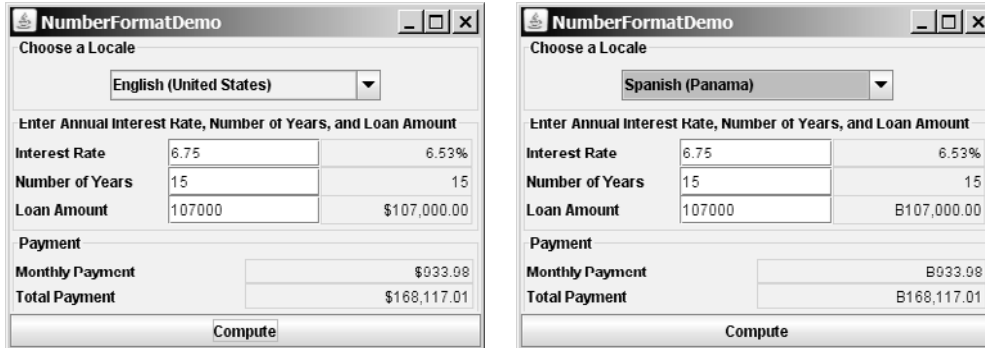 NumberFormatDemo
Choose a Locale
English (United States)
Enter Annual Interest Rate, Number of Years, and Loan Amount
Interest Rate 6.75 6.53%
Number of Years 15 15
Loan Amount 107000 $107,000.00
Payment
Monthly Payment $933.98
Total Payment $168,117.01
Compute
NumberFormatDemo
Choose a Locale
Spanish (Panama)
Enter Annual Interest Rate, Number of Years, and Loan Amount
Interest Rate 6.75 6.53%
Number of Years 15 15
Loan Amount 107000 B107,000.00
Payment
Monthly Payment B933.98
Total Payment B168,117.01
Compute